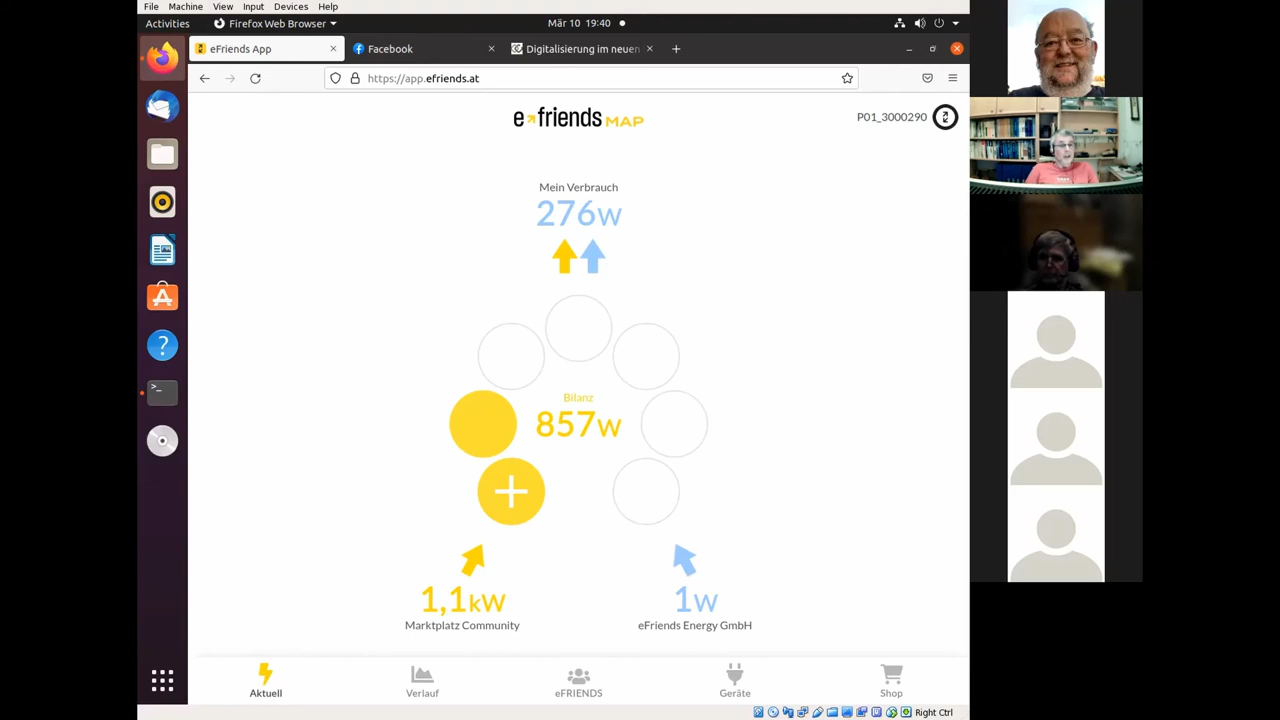 File Machine View Input Devices Help
Activities Firefox Web Browser Mär 10 19:40
eFriends App Facebook Digitalisierung im neuen
https://app.efriends.at
e friends MAP P01_3000290
Mein Verbrauch
276W
Bilanz
857W
1,1kW 1W
Marktplatz Community eFriends Energy GmbH
Aktuell Verlauf eFRIENDS Geräte Shop
Right Ctrl